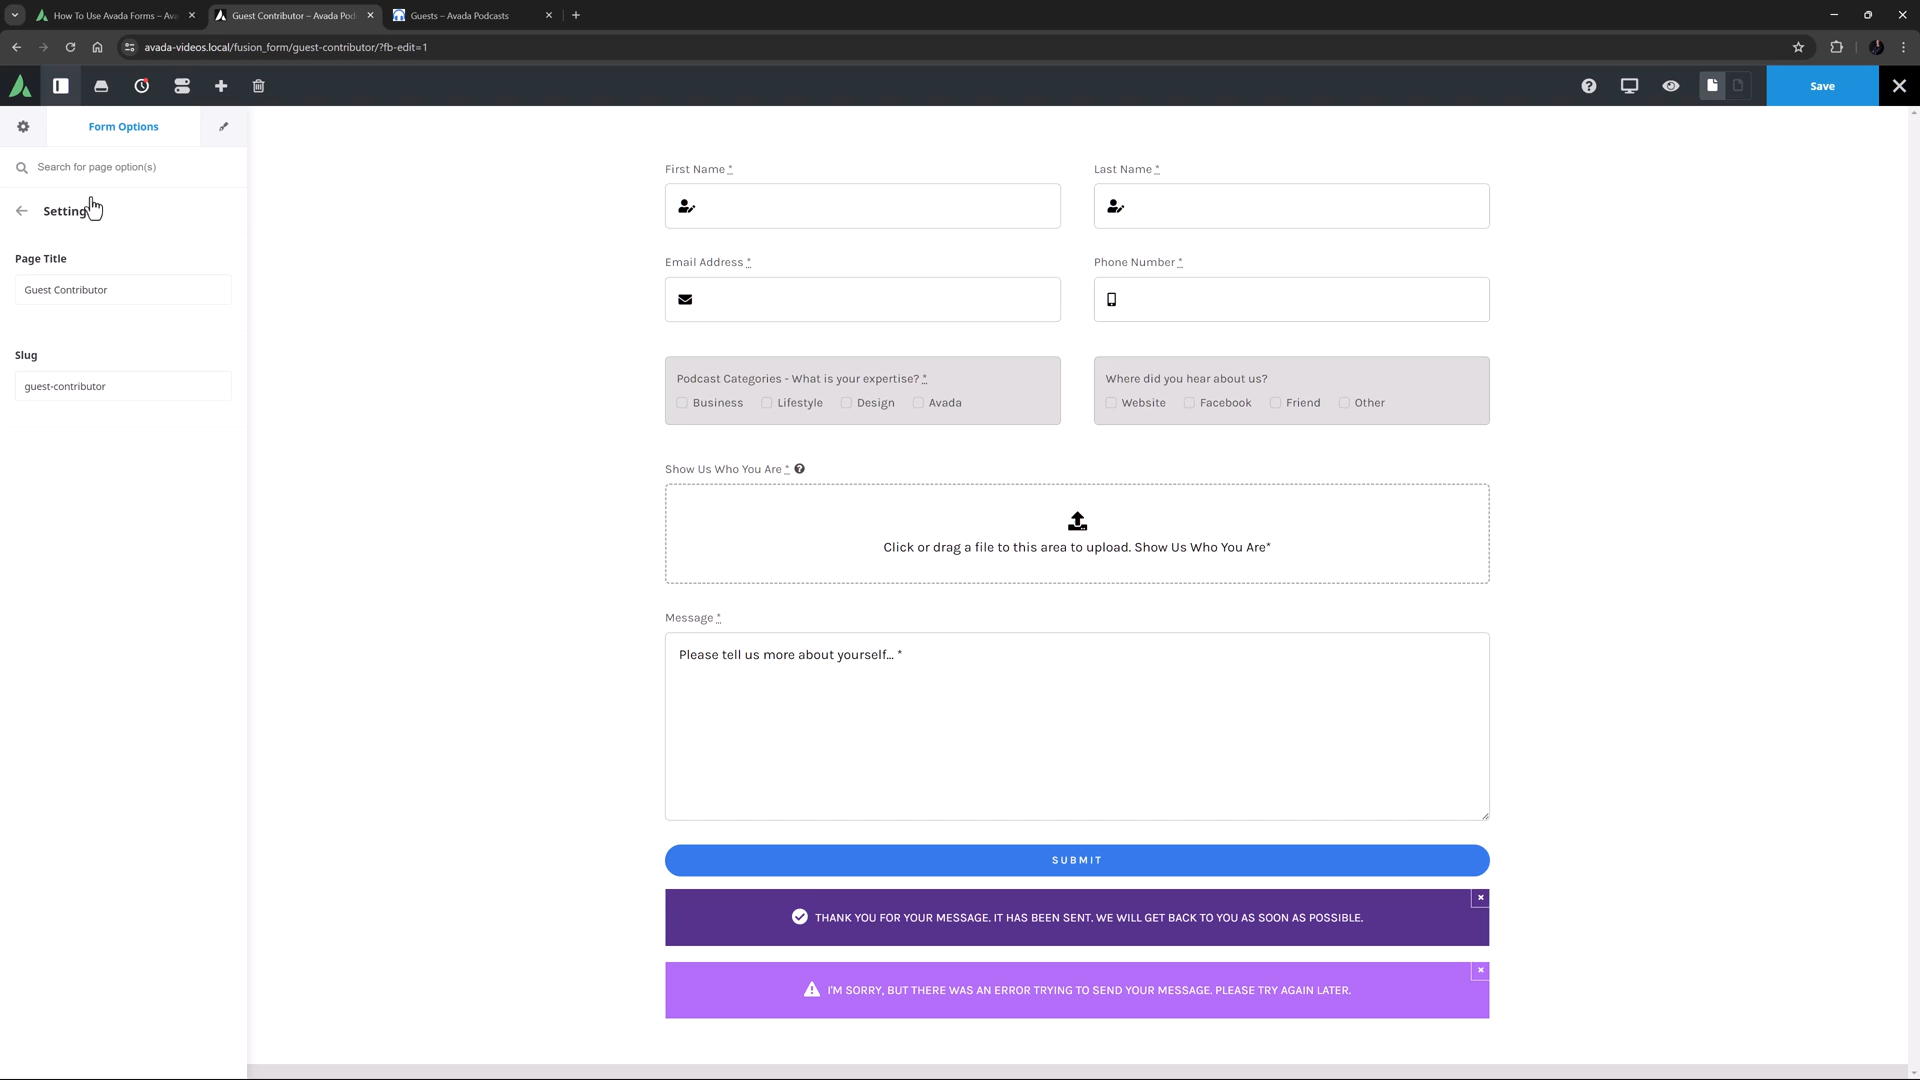 How To Use Avada Forms – Ava
Guest Contributor – Avada Pod
Guests – Avada Podcasts
avada-videos.local/fusion_form/guest-contributor/?fb-edit=1
Save
Form Options
Search for page option(s)
Setting
Page Title
Guest Contributor
Slug
guest-contributor
First Name *
Last Name *
Email Address *
Phone Number *
Podcast Categories - What is your expertise? *
Business Lifestyle Design Avada
Where did you hear about us?
Website Facebook Friend Other
Show Us Who You Are *
Click or drag a file to this area to upload. Show Us Who You Are*
Message *
Please tell us more about yourself... *
SUBMIT
THANK YOU FOR YOUR MESSAGE. IT HAS BEEN SENT. WE WILL GET BACK TO YOU AS SOON AS POSSIBLE.
I'M SORRY, BUT THERE WAS AN ERROR TRYING TO SEND YOUR MESSAGE. PLEASE TRY AGAIN LATER.